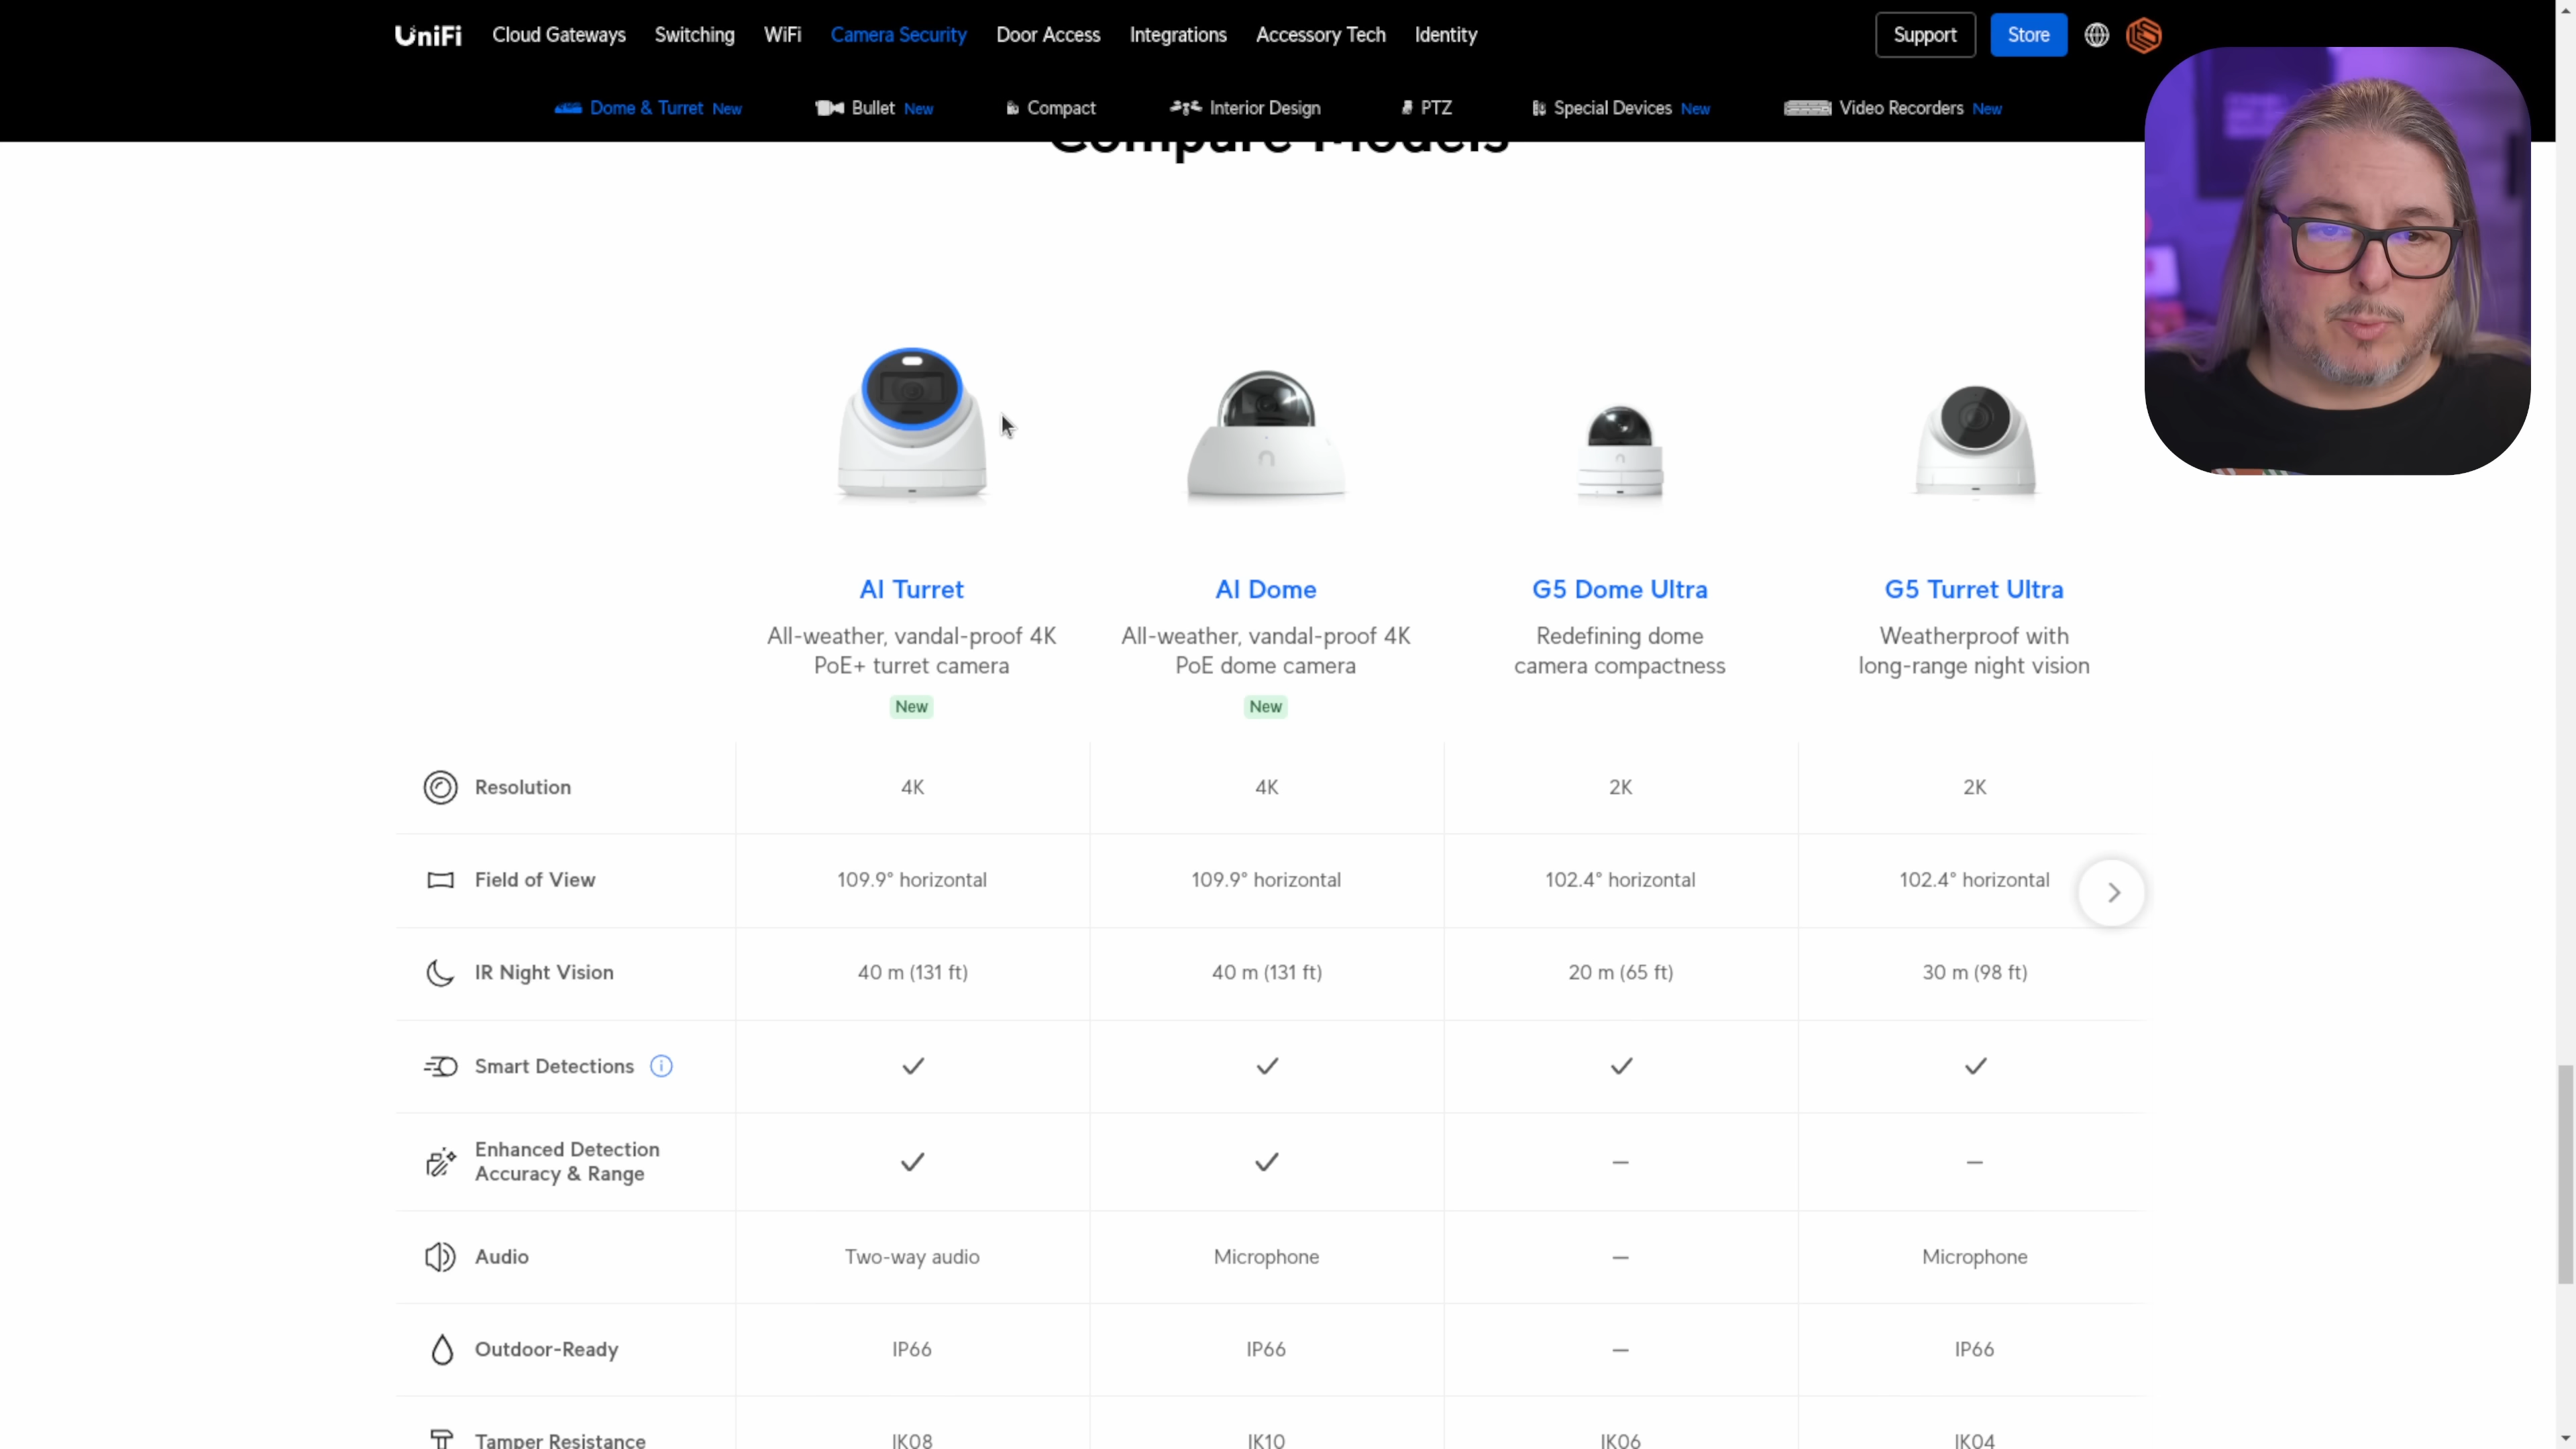 UniFi Cloud Gateways Switching WiFi Camera Security Door Access Integrations Accessory Tech Identity Support Store
Dome & Turret New Bullet New Compact Interior Design PTZ Special Devices New Video Recorders New
Compare Models
AI Turret AI Dome G5 Dome Ultra G5 Turret Ultra
All-weather, vandal-proof 4K All-weather, vandal-proof 4K Redefining dome Weatherproof with
PoE+ turret camera PoE dome camera camera compactness long-range night vision
New New
Resolution 4K 4K 2K 2K
Field of View 109.9° horizontal 109.9° horizontal 102.4° horizontal 102.4° horizontal
IR Night Vision 40 m (131 ft) 40 m (131 ft) 20 m (65 ft) 30 m (98 ft)
Smart Detections
Enhanced Detection
Accuracy & Range – –
Audio Two-way audio Microphone – Microphone
Outdoor-Ready IP66 IP66 – IP66
Tamper Resistance IK08 IK10 IK06 IK04